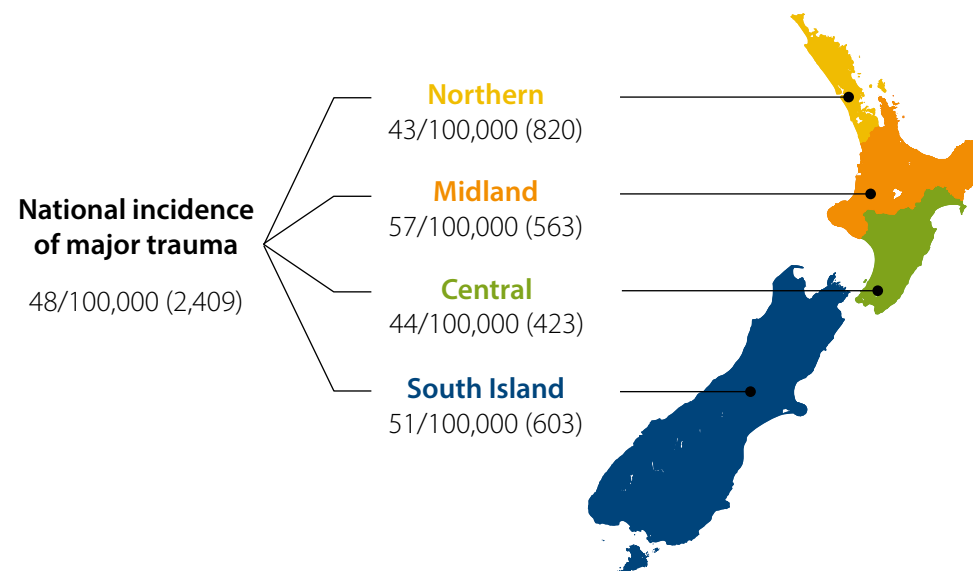 National incidence
of major trauma
48/100,000 (2,409)
Northern
43/100,000 (820)
Midland
57/100,000 (563)
Central
44/100,000 (423)
South Island
51/100,000 (603)